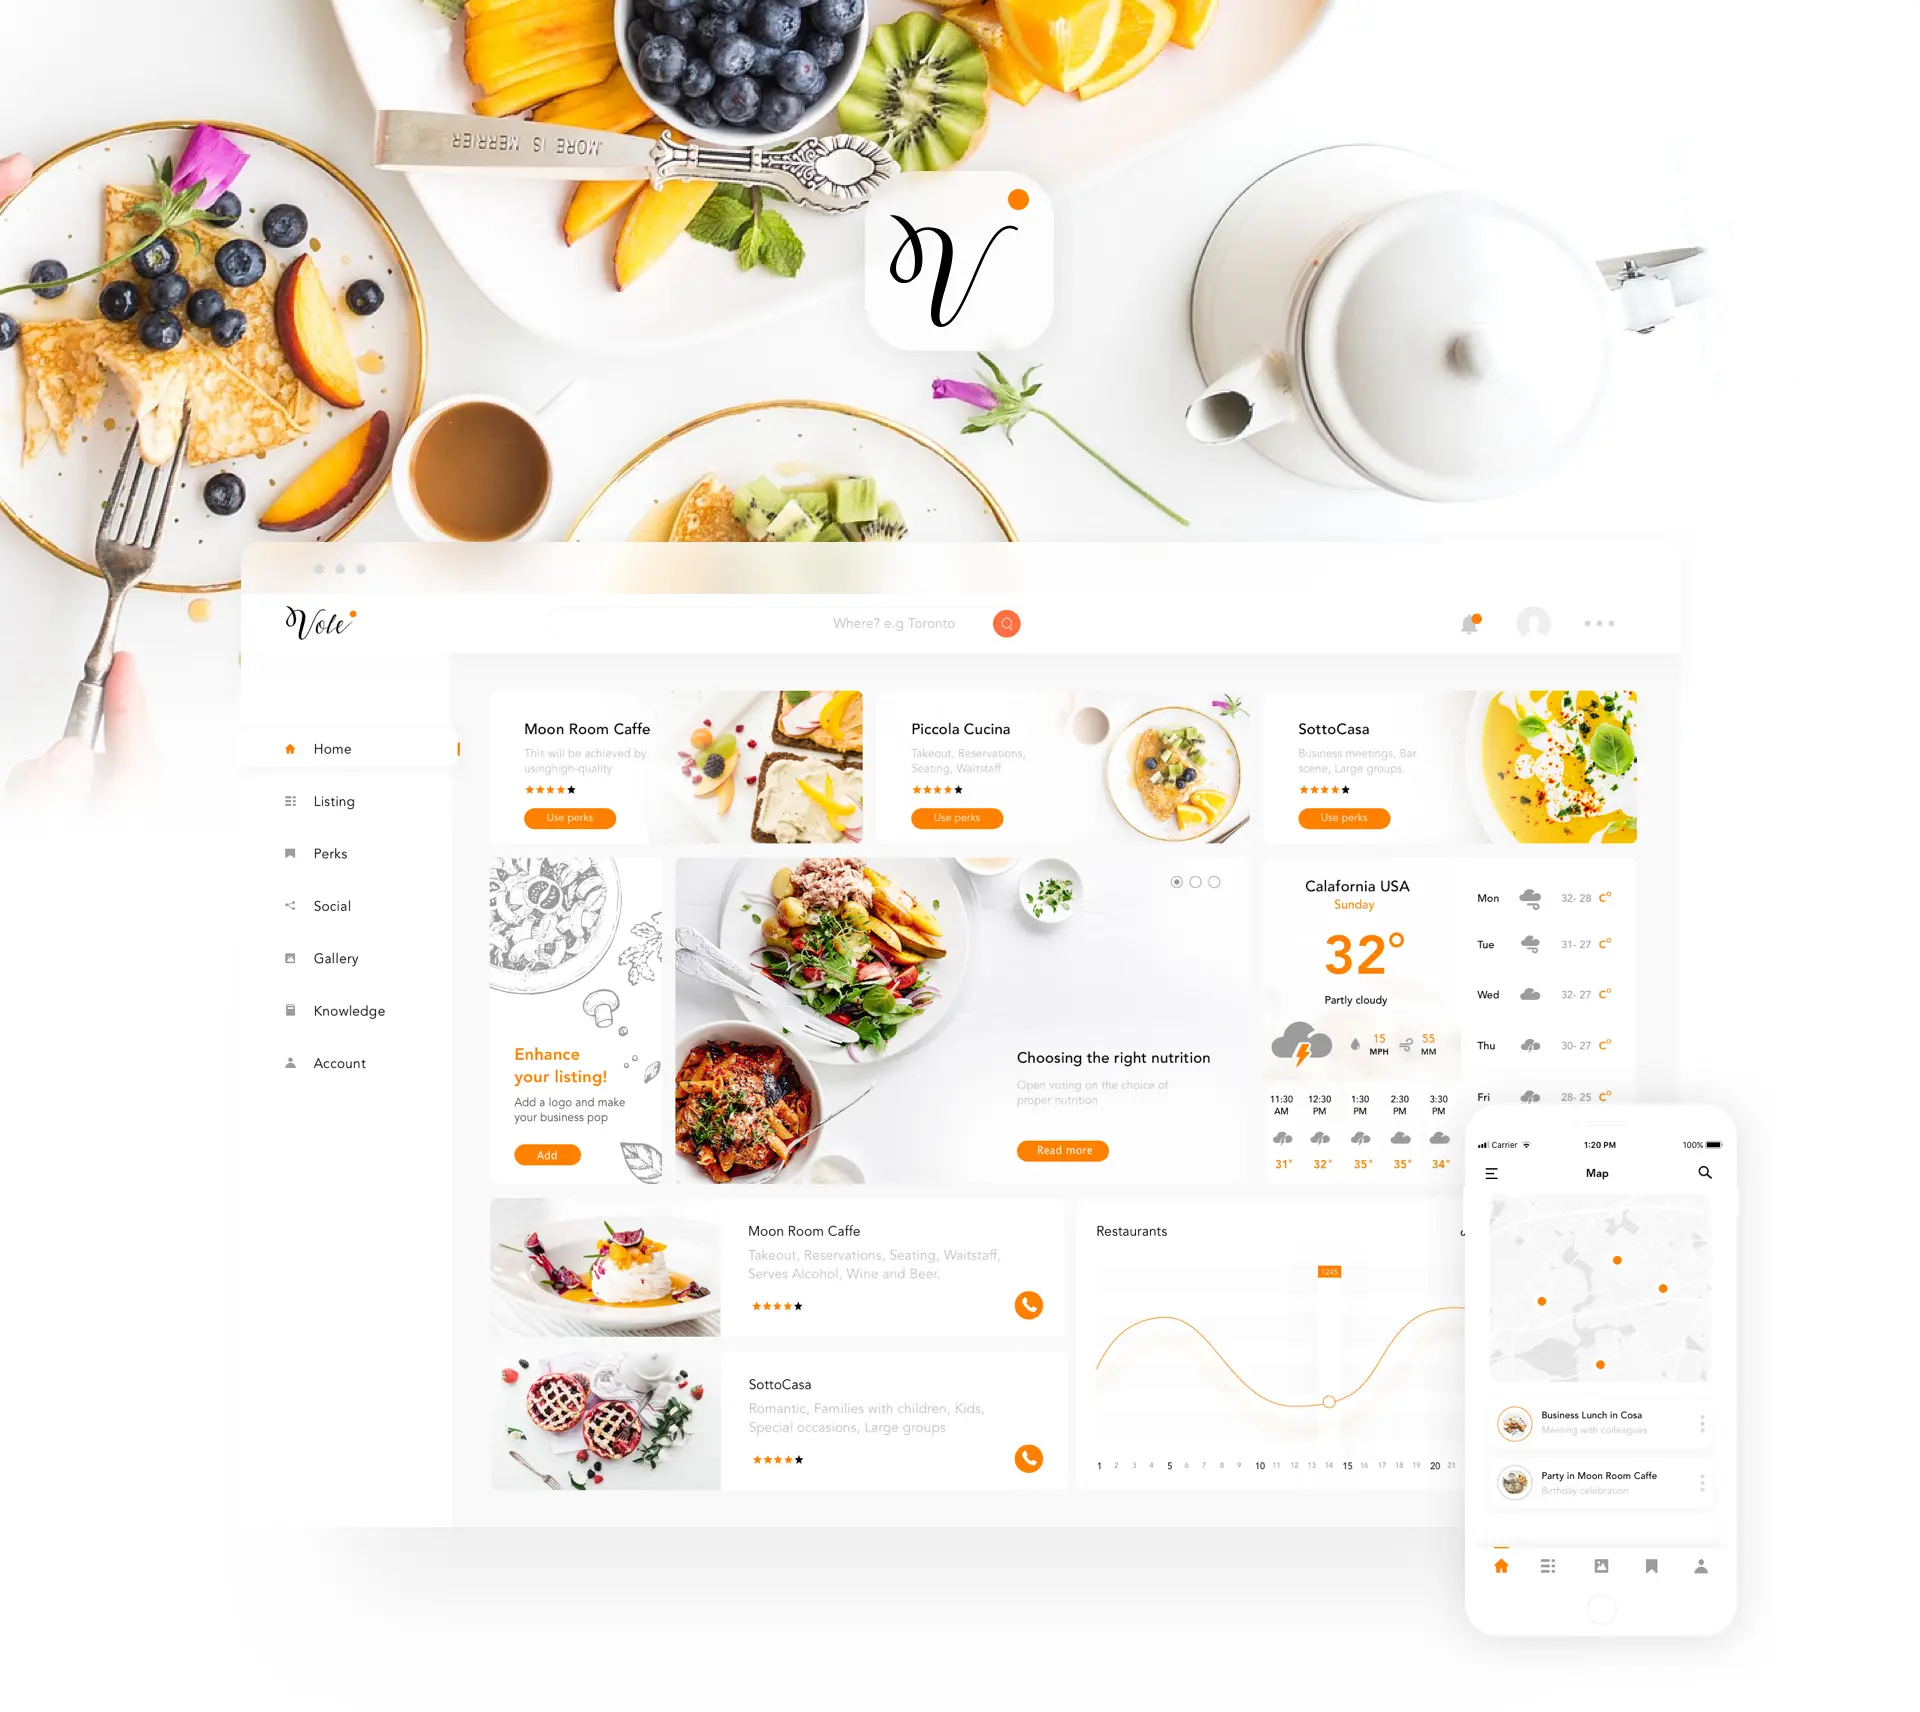 MORE IS MERRIER
V
Vote
Where? e.g Toronto
Home
Listing
Perks
Social
Gallery
Knowledge
Account
Moon Room Caffe
This will be achieved by
usinghigh-quality
Use perks
Piccola Cucina
Takeout, Reservations,
Seating, Waitstaff.
Use perks
SottoCasa
Business meetings, Bar
scene, Large groups.
Use perks
Enhance
your listing!
Add a logo and make
your business pop
Add
Choosing the right nutrition
Open voting on the choice of
proper nutrition
Read more
Calafornia USA
Sunday
32°
Partly cloudy
15
MPH
55
MM
11:30 12:30 1:30 2:30 3:30
AM PM PM PM PM
31° 32° 35° 35° 34°
Mon 32- 28 C°
Tue 31- 27 C°
Wed 32- 27 C°
Thu 30- 27 C°
Fri 28- 25 C°
Moon Room Caffe
Takeout, Reservations, Seating, Waitstaff,
Serves Alcohol, Wine and Beer.
SottoCasa
Romantic, Families with children, Kids,
Special occasions, Large groups
Restaurants
1245
1 2 3 4 5 6 7 8 9 10 11 12 13 14 15 16 17 18 19 20 21
Carrier 1:20 PM 100%
Map
Business Lunch in Cosa
Meeting with colleagues
Party in Moon Room Caffe
Birthday celebration